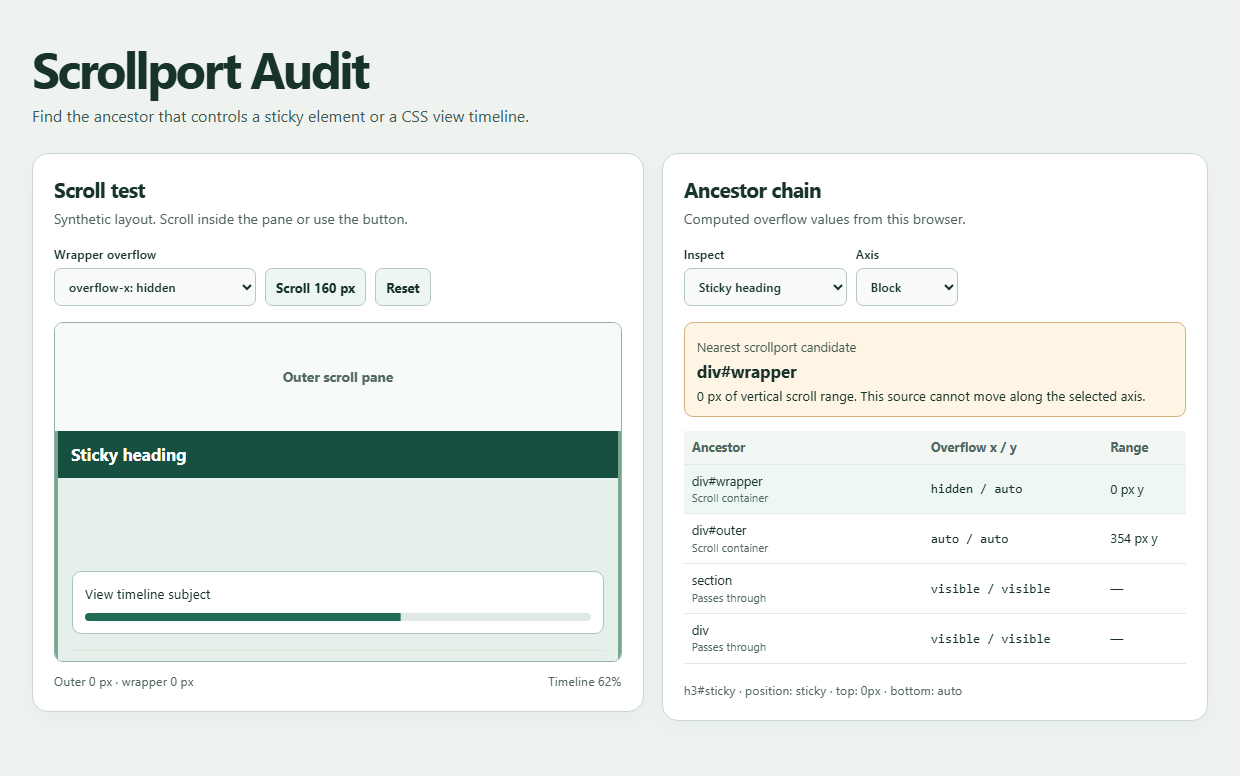 Scrollport Audit
Find the ancestor that controls a sticky element or a CSS view timeline.
Scroll test
Synthetic layout. Scroll inside the pane or use the button.
Wrapper overflow
overflow-x: hidden
Scroll 160 px
Reset
Outer scroll pane
Sticky heading
View timeline subject
Outer 0 px · wrapper 0 px
Timeline 62%
Ancestor chain
Computed overflow values from this browser.
Inspect
Axis
Sticky heading
Block
Nearest scrollport candidate
div#wrapper
0 px of vertical scroll range. This source cannot move along the selected axis.
Ancestor
Overflow x / y
Range
div#wrapper
Scroll container
hidden / auto
0 px y
div#outer
Scroll container
auto / auto
354 px y
section
Passes through
visible / visible
—
div
Passes through
visible / visible
—
h3#sticky · position: sticky · top: 0px · bottom: auto